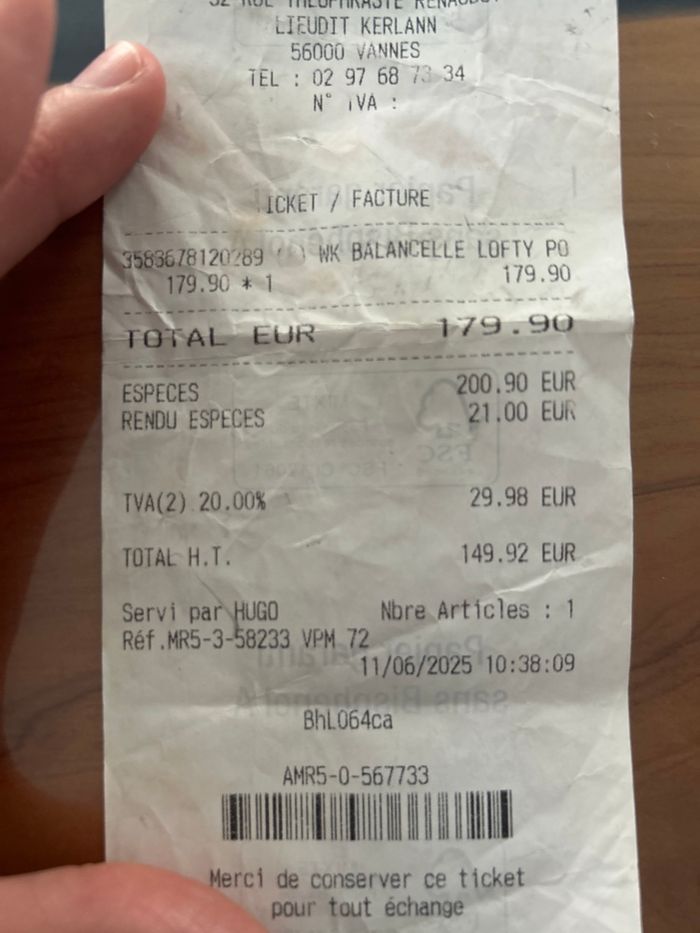 32 RUE THEOPHRASTE RENAUDOT
LIEUDIT KERLANN
56000 VANNES
TEL : 02 97 68 73 34
N° TVA :
TICKET / FACTURE
3583678120289 ( ) WK BALANCELLE LOFTY PO
179.90 * 1 179.90
TOTAL EUR 179.90
ESPECES 200.90 EUR
RENDU ESPECES 21.00 EUR
TVA(2) 20.00% 29.98 EUR
TOTAL H.T. 149.92 EUR
Servi par HUGO Nbre Articles : 1
Réf.MR5-3-58233 VPM 72
11/06/2025 10:38:09
BhL064ca
AMR5-0-567733
Merci de conserver ce ticket
pour tout échange